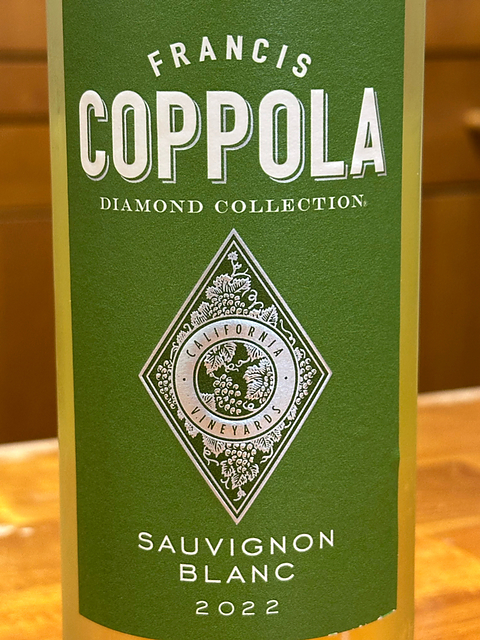 FRANCIS
COPPOLA
DIAMOND COLLECTION®
CALIFORNIA
VINEYARDS
SAUVIGNON
BLANC
2022